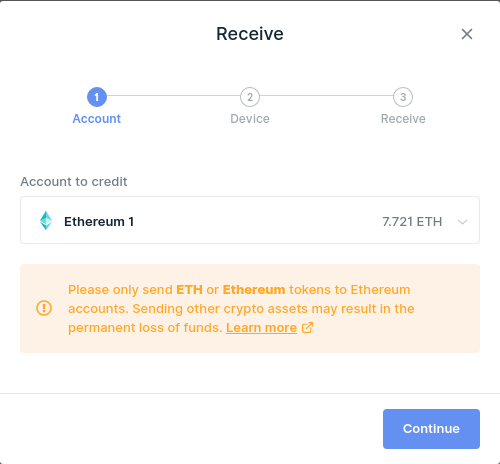 Receive
1
2
3
Account
Device
Receive
Account to credit
Ethereum 1
7.721 ETH
Please only send ETH or Ethereum tokens to Ethereum
accounts. Sending other crypto assets may result in the
permanent loss of funds. Learn more
Continue